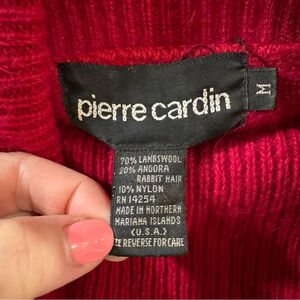 pierre cardin
M
70% LAMBSWOOL
20% ANGORA
RABBIT HAIR
10% NYLON
RN 14254
MADE IN NORTHERN
MARIANA ISLANDS
(U.S.A.)
REVERSE FOR CARE